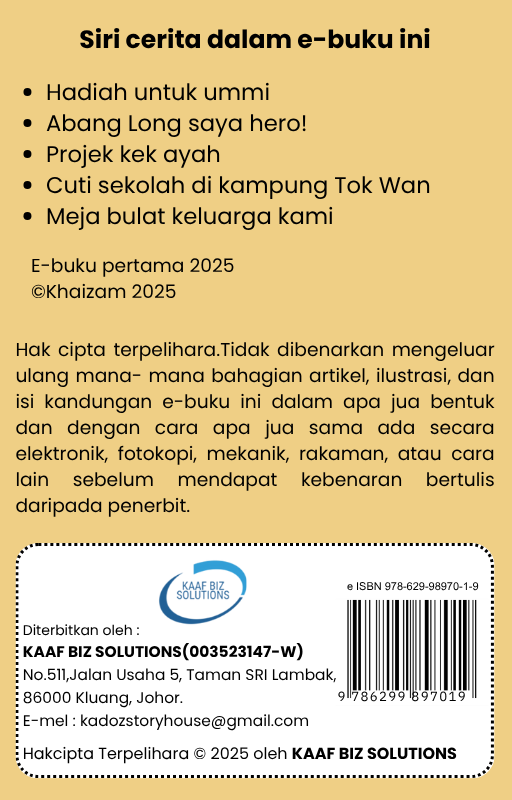 Siri cerita dalam e-buku ini
• Hadiah untuk ummi
• Abang Long saya hero!
• Projek kek ayah
• Cuti sekolah di kampung Tok Wan
• Meja bulat keluarga kami
E-buku pertama 2025
©Khaizam 2025
Hak cipta terpelihara.Tidak dibenarkan mengeluar
ulang mana- mana bahagian artikel, ilustrasi, dan
isi kandungan e-buku ini dalam apa jua bentuk
dan dengan cara apa jua sama ada secara
elektronik, fotokopi, mekanik, rakaman, atau cara
lain sebelum mendapat kebenaran bertulis
daripada penerbit.
KAAF BIZ
SOLUTIONS
Diterbitkan oleh :
KAAF BIZ SOLUTIONS(003523147-W)
No.511,Jalan Usaha 5, Taman SRI Lambak,
86000 Kluang, Johor.
E-mel : kadozstoryhouse@gmail.com
e ISBN 978-629-98970-1-9
9 786299 897019
Hakcipta Terpelihara © 2025 oleh KAAF BIZ SOLUTIONS